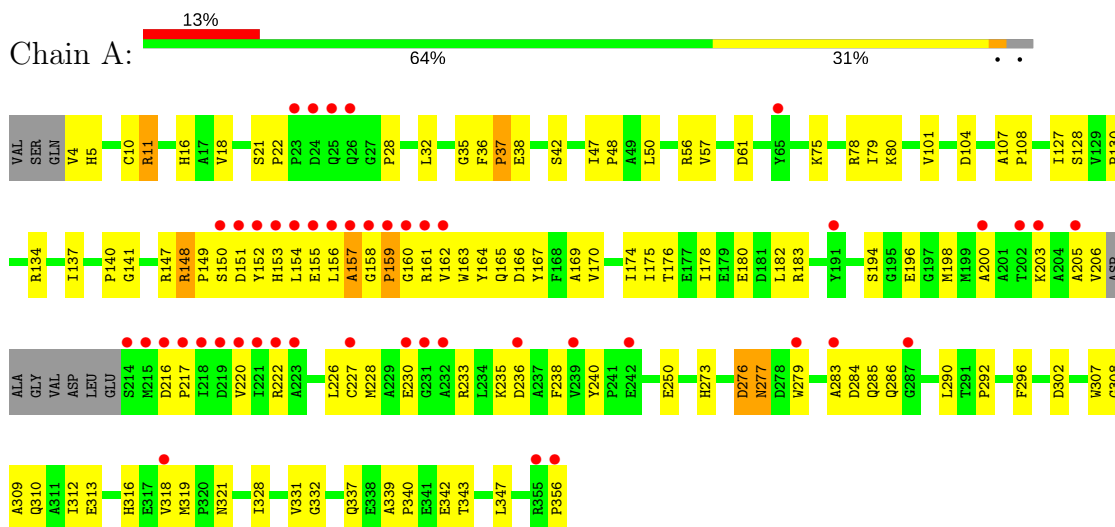 13%
Chain A:
64% 31% • •
VAL SER GLN V4 H5 C10 R11 H16 A17 V18 S21 P22 P23 D24 Q25 Q26 G27 P28 L32 G35 F36 P37 E38 S42 I47 P48 A49 L50 R56 V57 D61 Y65 K75 R78 I79 K80 V101 D104 A107 P108 I127 S128 V129 P130
R134 I137 P140 G141 R147 R148 P149 S150 D151 Y152 H153 L154 E155 L156 A157 G158 P159 G160 R161 V162 W163 Y164 Q165 D166 Y167 F168 A169 V170 I174 I175 T176 E177 I178 E179 E180 D181 L182 R183 Y191 S194 G195 E196 G197 M198 M199 A200 A201 T202 K203 A204 A205 V206 ASP
ALA GLY VAL ASP LEU GLU S214 M215 D216 P217 I218 D219 V220 I221 R222 A223 L226 C227 M228 A229 E230 G231 A232 R233 L234 K235 D236 A237 F238 V239 Y240 P241 E242 E250 H273 D276 N277 D278 W279 A283 D284 Q285 Q286 G287 L290 T291 P292 F296 D302 W307 G308
A309 Q310 A311 I312 E313 H316 E317 V318 M319 P320 N321 I328 V331 G332 Q337 E338 A339 P340 E341 E342 T343 L347 R355 P356